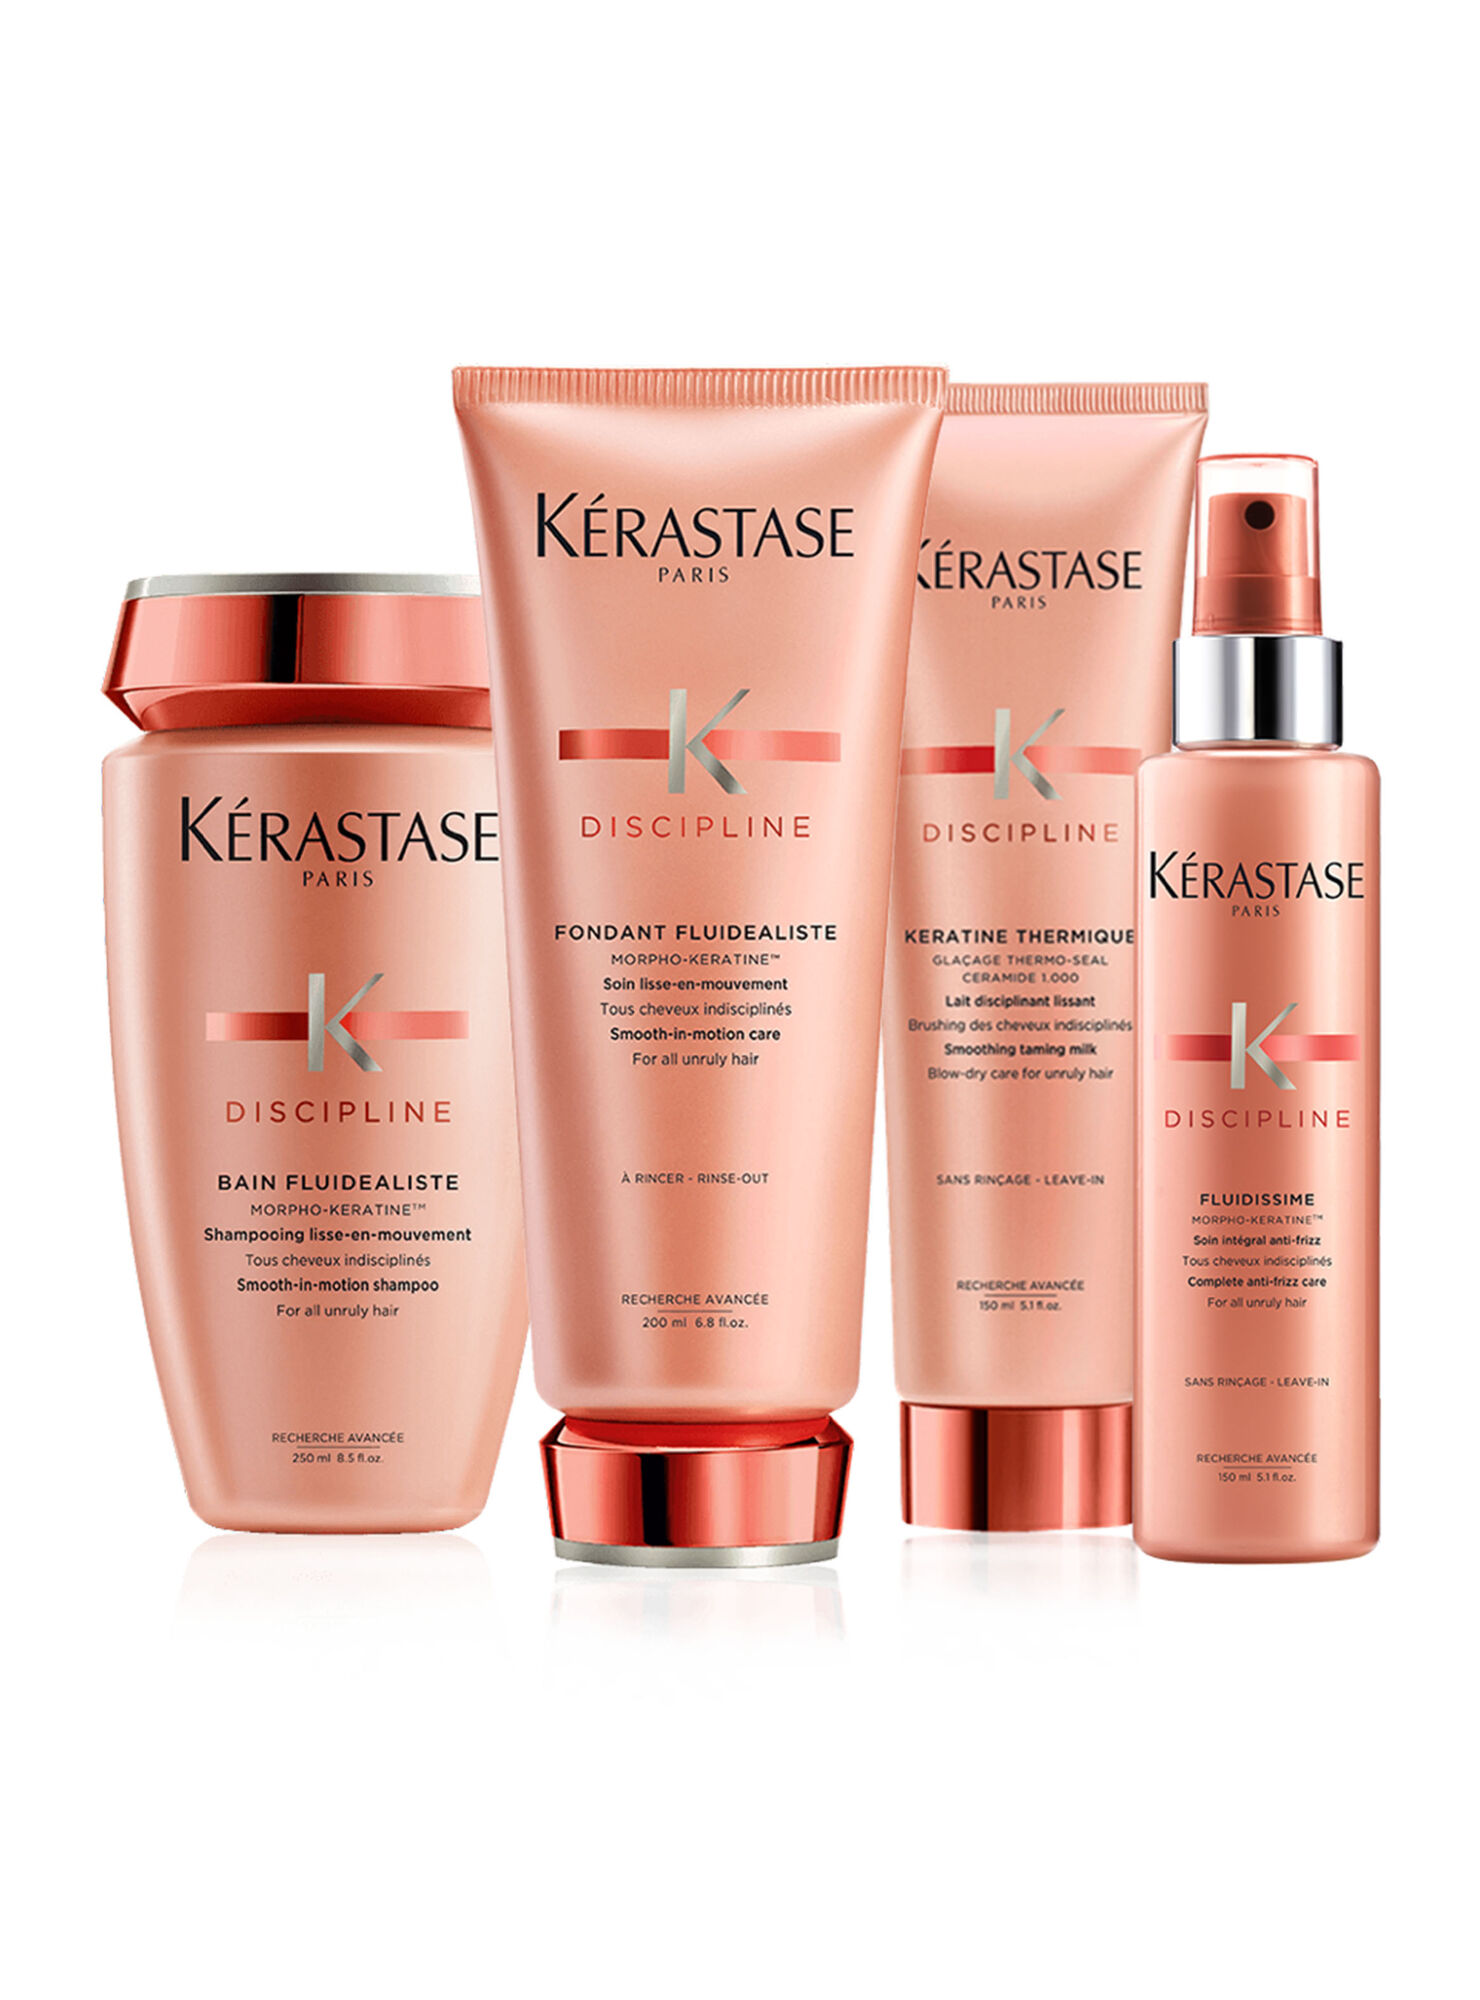 KÉRASTASE
PARIS
K
DISCIPLINE
BAIN FLUIDEALISTE
MORPHO-KERATINE™
Shampooing lisse-en-mouvement
Tous cheveux indisciplinés
Smooth-in-motion shampoo
For all unruly hair
RECHERCHE AVANCÉE
250 ml 8.5 fl.oz.
KÉRASTASE
PARIS
K
DISCIPLINE
FONDANT FLUIDEALISTE
MORPHO-KERATINE™
Soin lisse-en-mouvement
Tous cheveux indisciplinés
Smooth-in-motion care
For all unruly hair
À RINCER - RINSE-OUT
RECHERCHE AVANCÉE
200 ml 6.8 fl.oz.
KÉRASTASE
PARIS
K
DISCIPLINE
KERATINE THERMIQUE
GLAÇAGE THERMO-SEAL
CERAMIDE 1.000
Lait disciplinant lissant
Brushing des cheveux indisciplinés
Smoothing taming milk
Blow-dry care for unruly hair
SANS RINÇAGE - LEAVE-IN
RECHERCHE AVANCÉE
150 ml 5.1 fl.oz.
KÉRASTASE
PARIS
K
DISCIPLINE
FLUIDISSIME
MORPHO-KERATINE™
Soin intégral anti-frizz
Tous cheveux indisciplinés
Complete anti-frizz care
For all unruly hair
SANS RINÇAGE - LEAVE-IN
RECHERCHE AVANCÉE
150 ml 5.1 fl.oz.